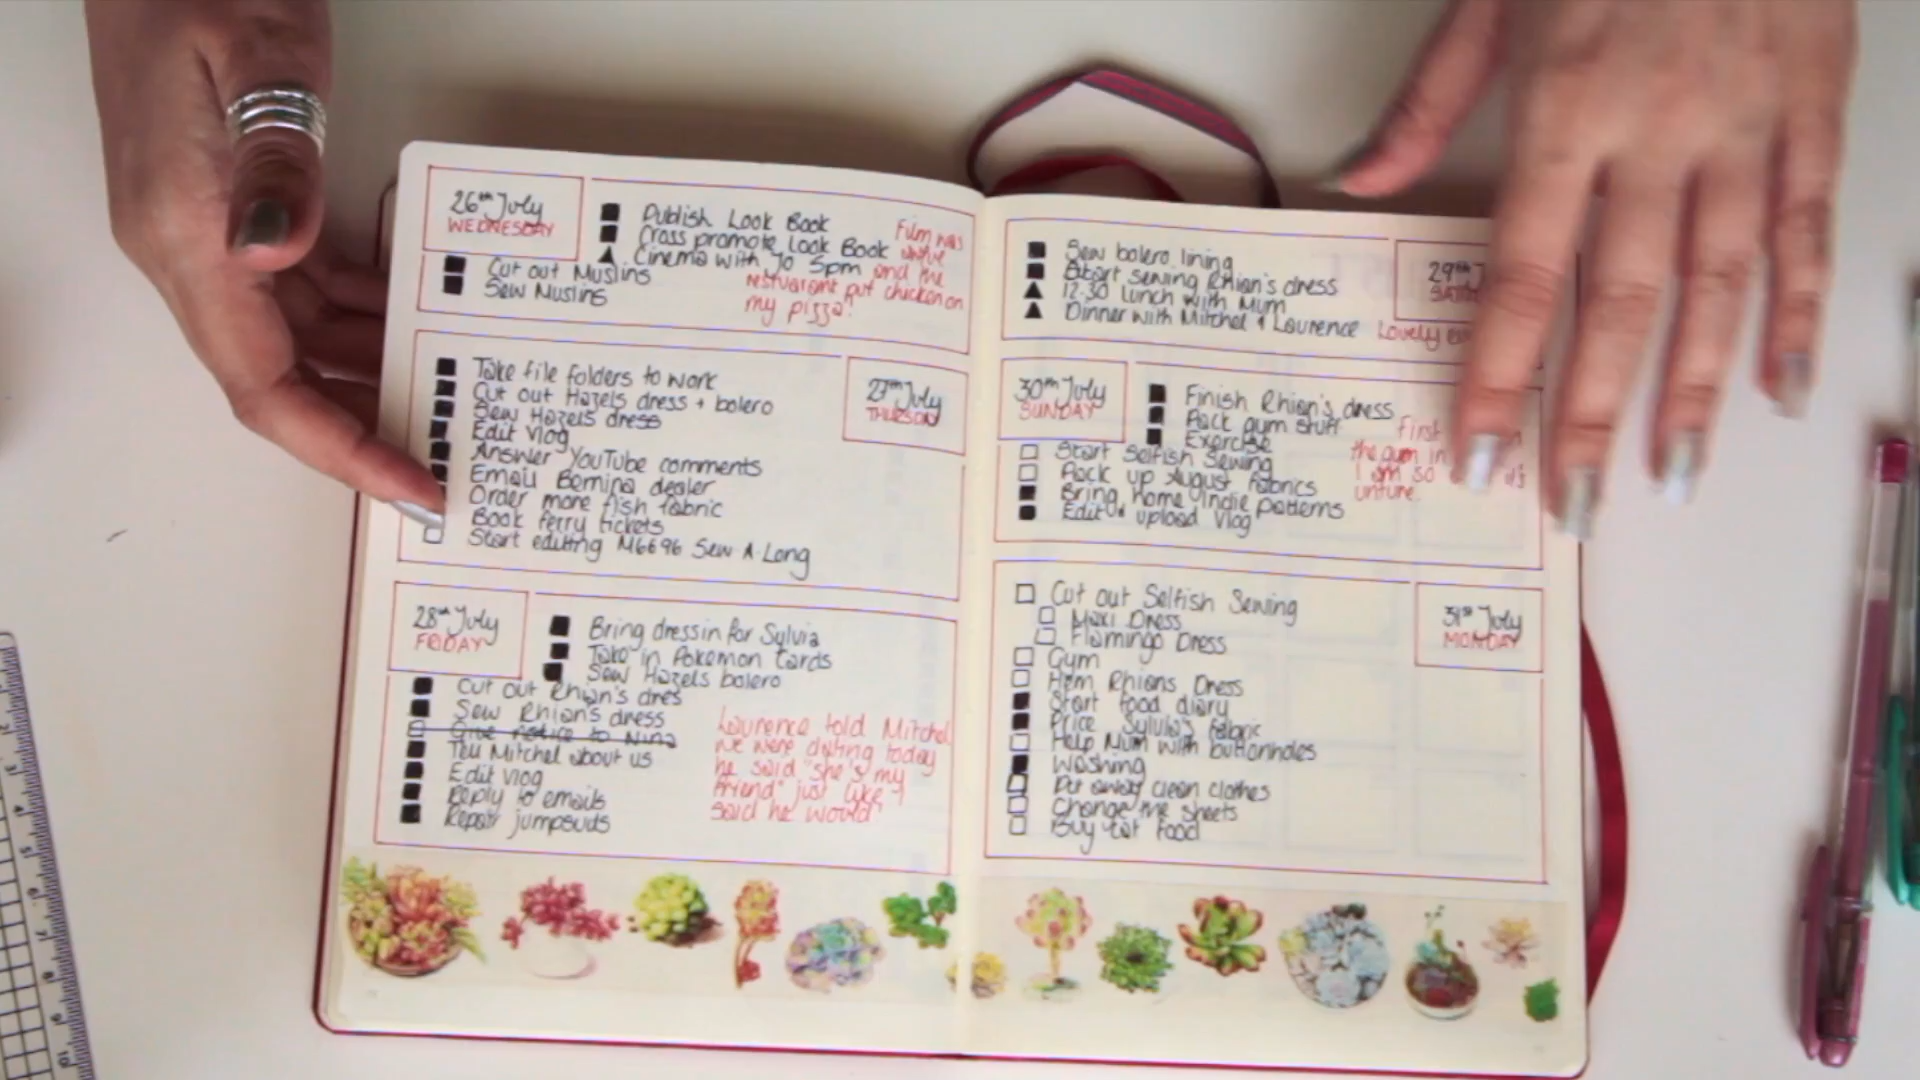 26th July
WEDNESDAY
Publish Look Book
Cross promote Look Book
Cinema with Jo 5pm
Cut out Muslins
Sew Muslins
Film was
and the
restuarant put chicken on
my pizza!
27th July
THURSDAY
Take file folders to work
Cut out Hazels dress + bolero
Sew Hazels dress
Edit Vlog
Answer YouTube comments
Email Bernina dealer
Order more fish fabric
Book ferry tickets
Start editing M6696 Sew-A-Long
28th July
FRIDAY
Bring dress in for Sylvia
Take in Pokemon Cards
Sew Hazels bolero
Cut out Rhian's dres
Sew Rhian's dress
Give notice to Nina
Tell Mitchel about us
Edit Vlog
Reply to emails
Repair jumpsuids
Laurence told Mitchel
we were dating today
he said "she's my
friend" just like I
said he would
29th J
SAT
Sew bolero lining
Start sewing Rhian's dress
12:30 Lunch with Mum
Dinner with Mitchel & Laurence
Lovely
30th July
SUNDAY
Finish Rhian's dress
Pack gym stuff
Exercise
Start Selfish Sewing
Pack up August Fabrics
Bring home Indie patterns
Edit & upload Vlog
First
the gym in
I am so
unfure
31st July
MONDAY
Cut out Selfish Sewing
Maxi Dress
Flamingo Dress
Gym
Hem Rhians Dress
Start food diary
Price Sylvia's fabric
Help Mum with buttonholes
Washing
Put away clean clothes
Change the sheets
Buy cat food